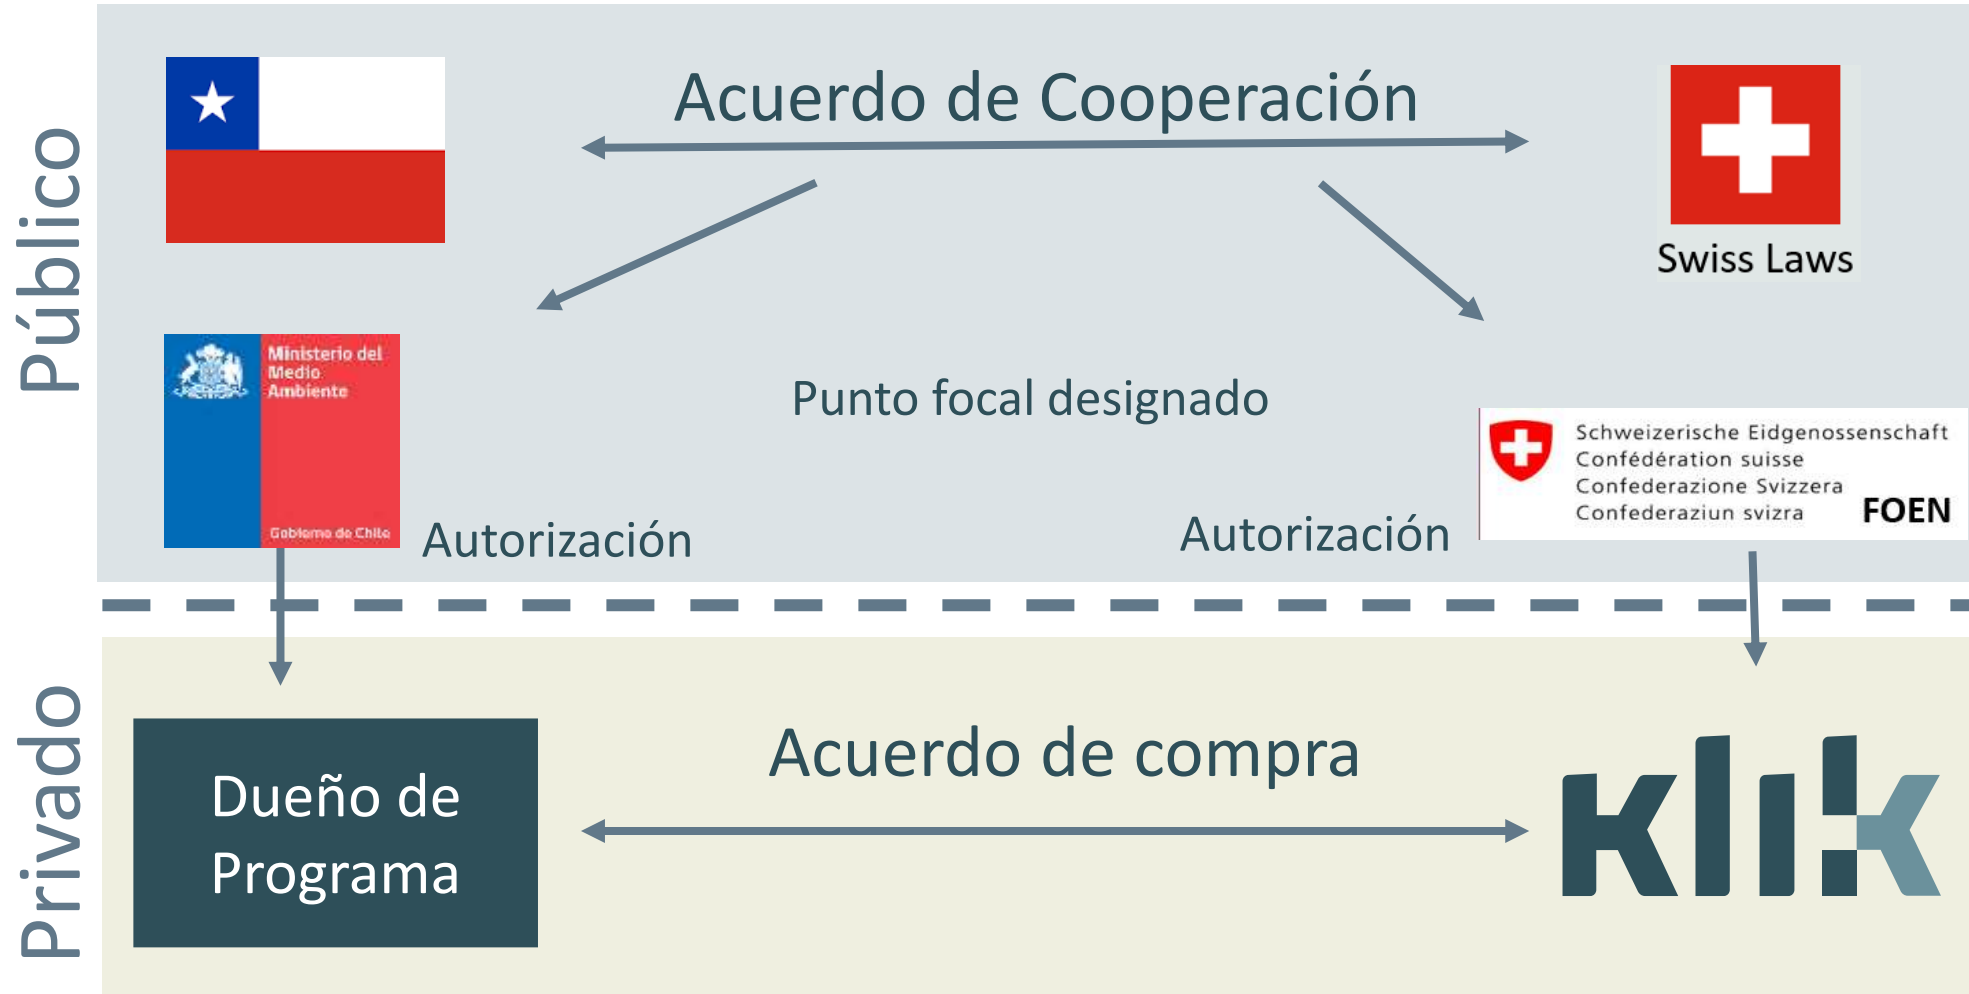 Público
Acuerdo de Cooperación
Swiss Laws
Ministerio del
Medio
Ambiente
Gobierno de Chile
Punto focal designado
Schweizerische Eidgenossenschaft
Confédération suisse
Confederazione Svizzera
Confederaziun svizra
FOEN
Autorización
Autorización
Privado
Dueño de
Programa
Acuerdo de compra
klik